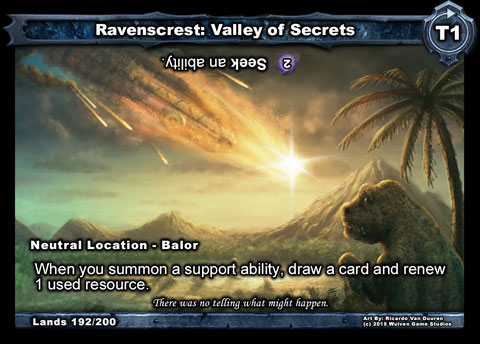 Ravenscrest: Valley of Secrets
T1
2 Seek an ability.
Neutral Location - Balor
When you summon a support ability, draw a card and renew
1 used resource.
There was no telling what might happen.
Lands 192/200
Art By: Ricardo Van Duuren
(c) 2015 Wulven Game Studios